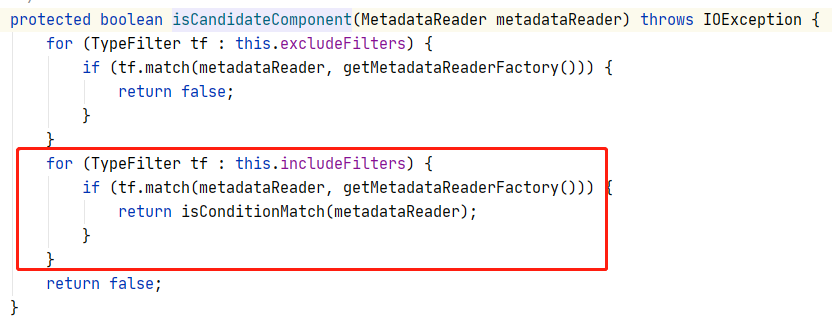 protected boolean isCandidateComponent(MetadataReader metadataReader) throws IOException {
    for (TypeFilter tf : this.excludeFilters) {
        if (tf.match(metadataReader, getMetadataReaderFactory())) {
            return false;
        }
    }
    for (TypeFilter tf : this.includeFilters) {
        if (tf.match(metadataReader, getMetadataReaderFactory())) {
            return isConditionMatch(metadataReader);
        }
    }
    return false;
}